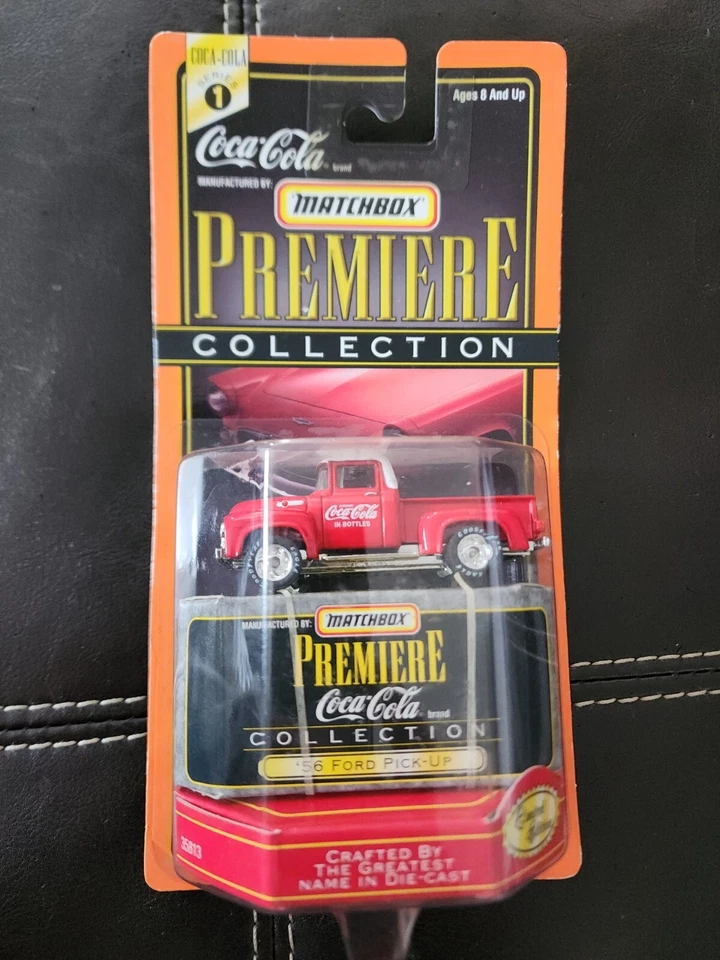 COCA-COLA
SERIES
1
Ages 8 And Up
Coca-Cola brand
MANUFACTURED BY:
MATCHBOX
PREMIERE
COLLECTION
Coca-Cola
IN BOTTLES
GOODYEAR
MANUFACTURED BY: MATCHBOX
PREMIERE
Coca-Cola brand
COLLECTION
'56 FORD PICK-UP
35813
CRAFTED BY
THE GREATEST
NAME IN DIE-CAST